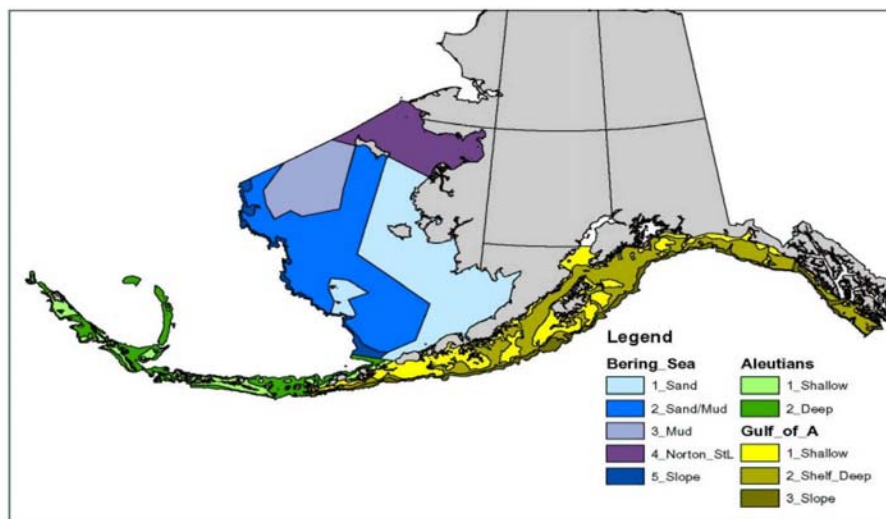 Legend
Bering_Sea
1_Sand
2_Sand/Mud
3_Mud
4_Norton_StL
5_Slope
Aleutians
1_Shallow
2_Deep
Gulf_of_A
1_Shallow
2_Shelf_Deep
3_Slope